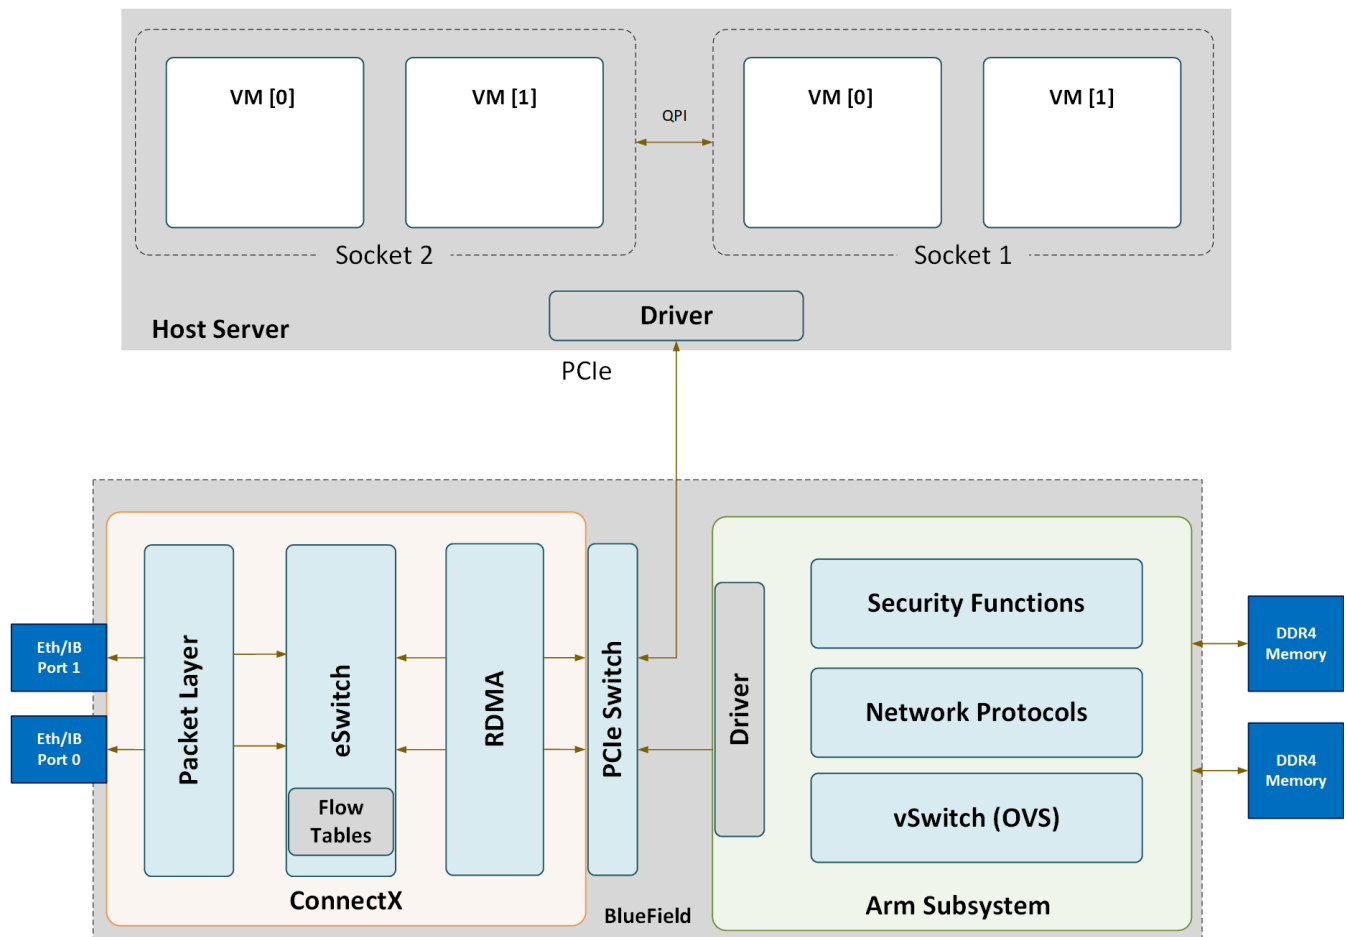 VM [0]
VM [1]
QPI
VM [0]
VM [1]
Socket 2
Socket 1
Driver
Host Server
PCIe
Eth/IB
Port 1
Eth/IB
Port 0
Packet Layer
eSwitch
Flow
Tables
RDMA
ConnectX
PCIe Switch
BlueField
Driver
Security Functions
Network Protocols
vSwitch (OVS)
Arm Subsystem
DDR4
Memory
DDR4
Memory